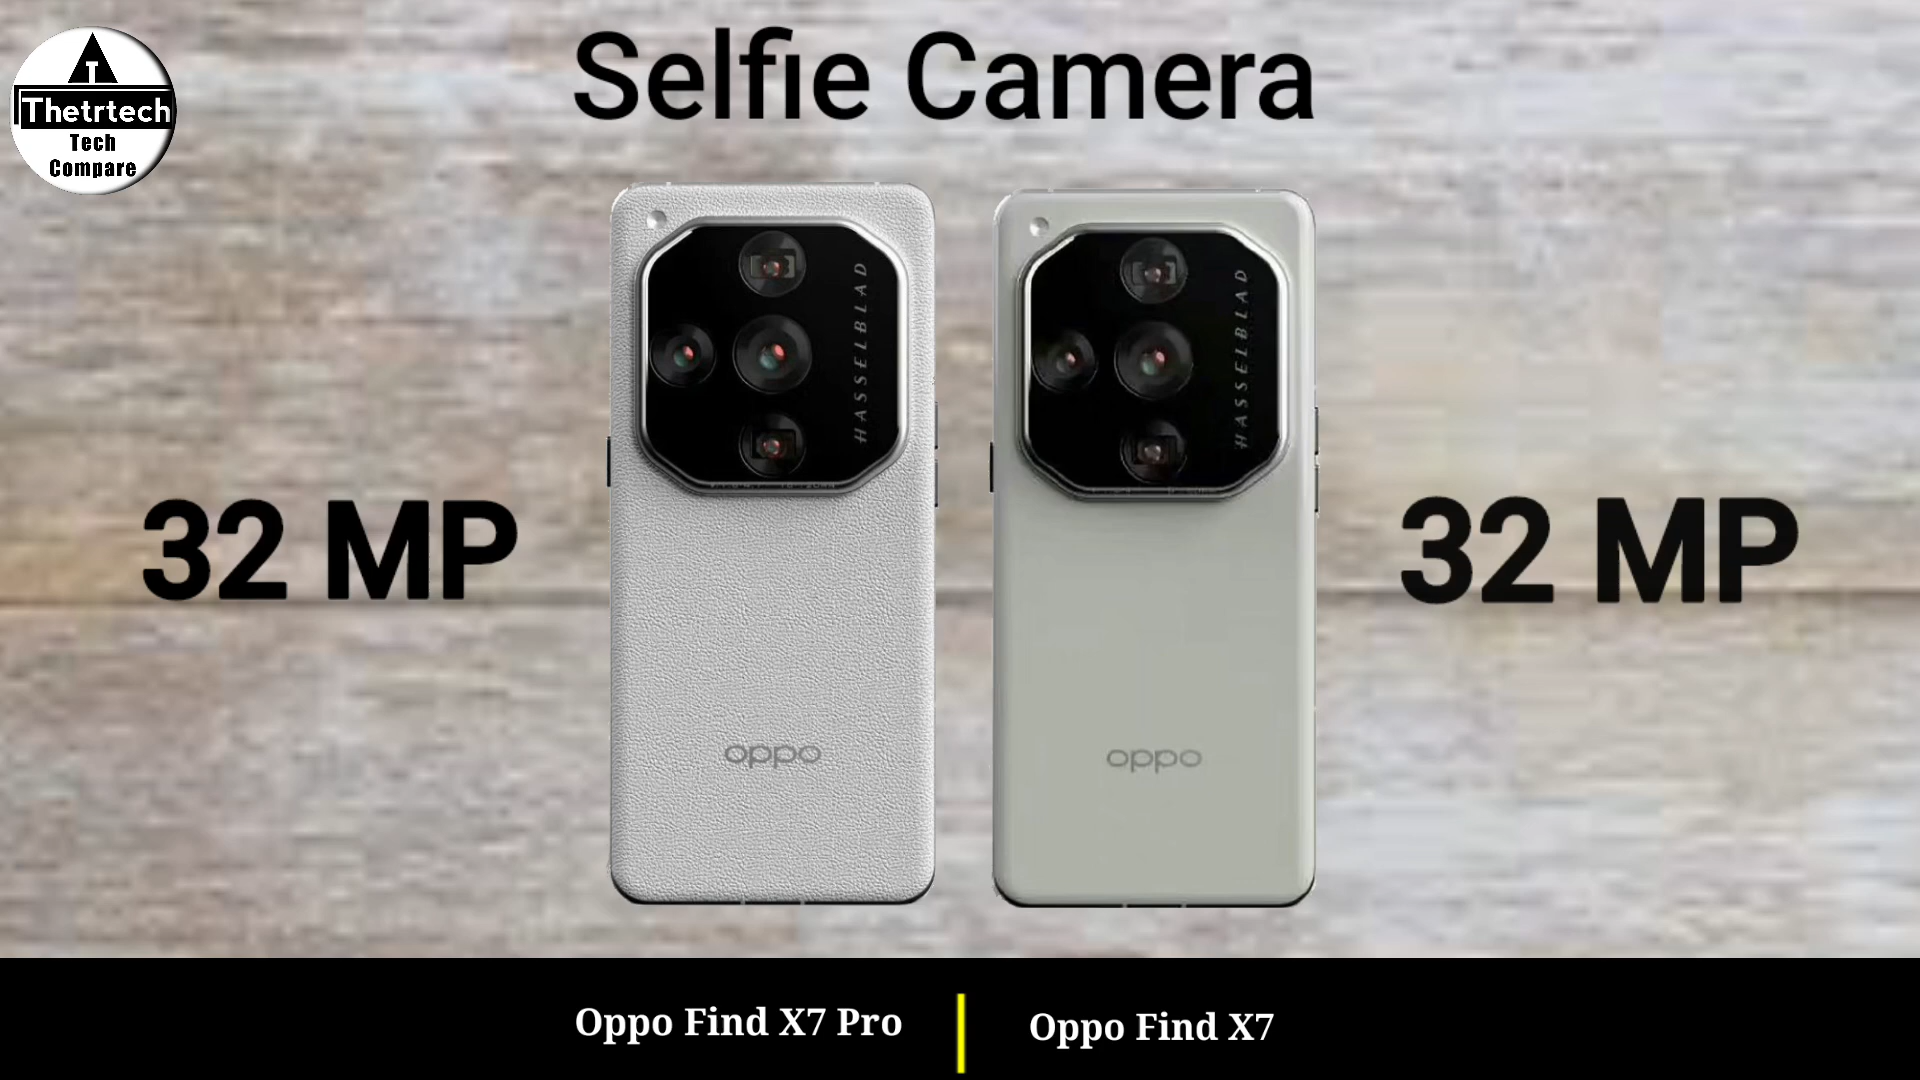 Selfie Camera
T
Thetrtech
Tech
Compare
HASSELBLAD
HASSELBLAD
32 MP
32 MP
oppo
oppo
Oppo Find X7 Pro
Oppo Find X7